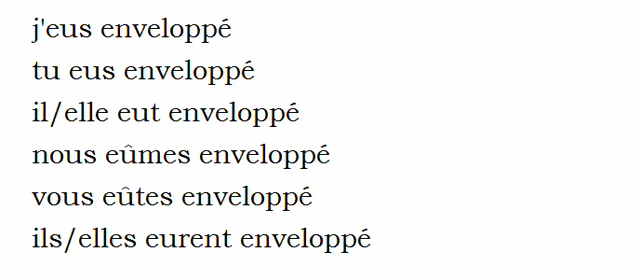 j'eus enveloppé
tu eus enveloppé
il/elle eut enveloppé
nous eûmes enveloppé
vous eûtes enveloppé
ils/elles eurent enveloppé